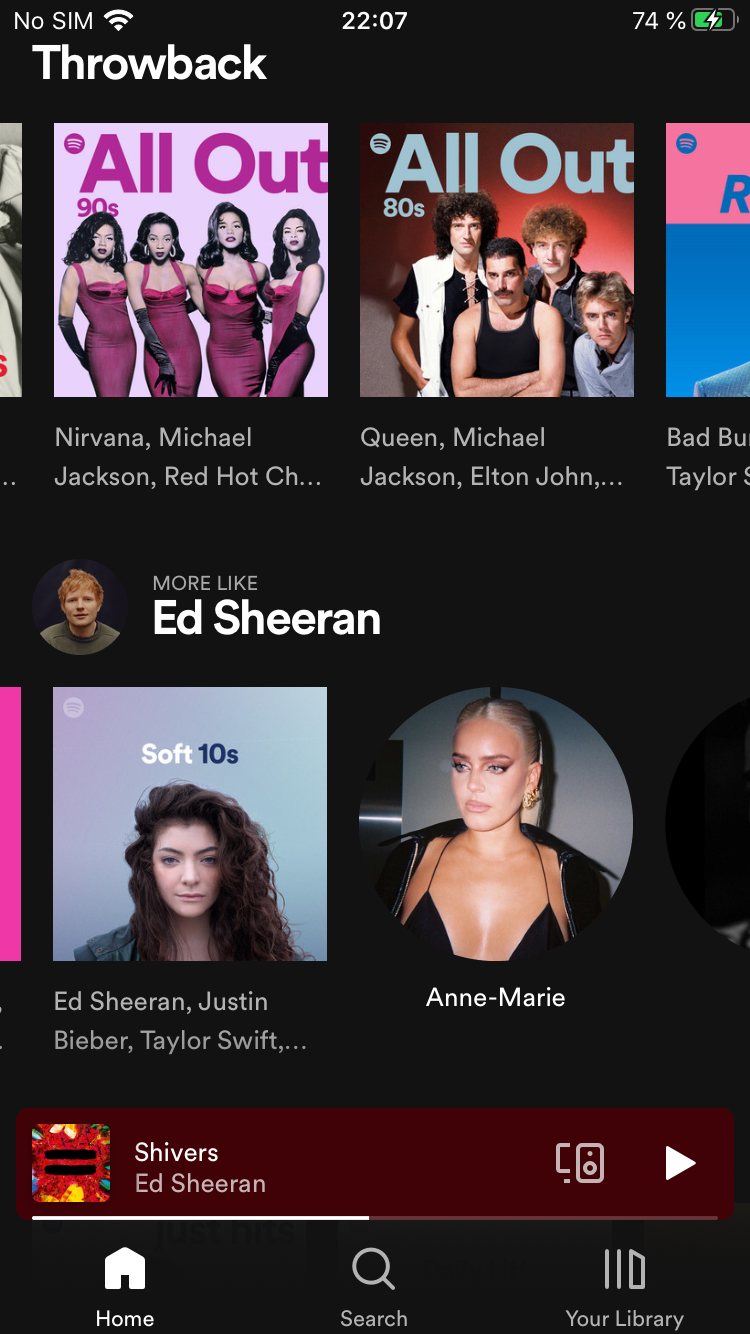 No SIM 22:07 74 %
Throwback
All Out
90s
All Out
80s
R
s
Nirvana, Michael
Jackson, Red Hot Ch...
Queen, Michael
Jackson, Elton John,...
Bad Bu
Taylor S
MORE LIKE
Ed Sheeran
Soft 10s
Ed Sheeran, Justin
Bieber, Taylor Swift,...
Anne-Marie
Shivers
Ed Sheeran
just hits
Home Search Your Library